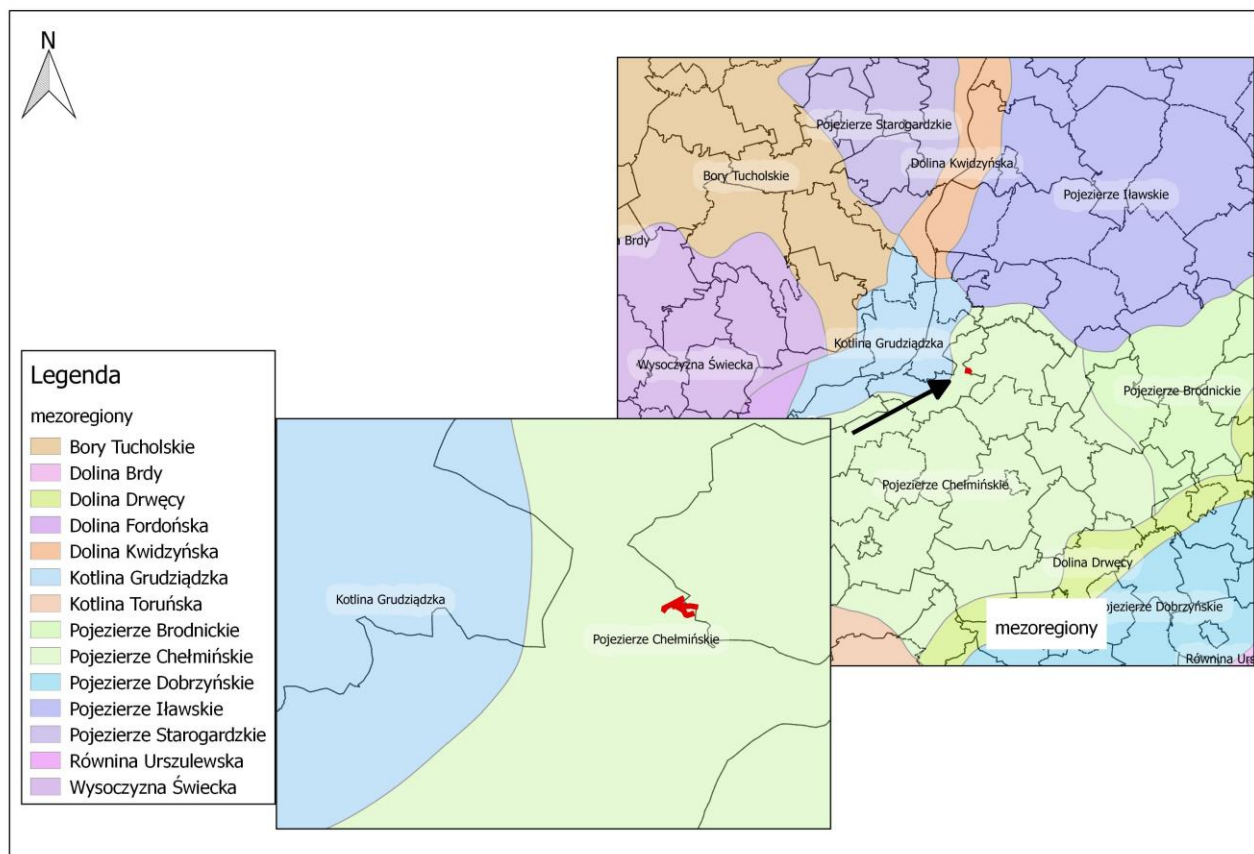 N
Pojezierze Starogardzkie
Dolina Kwidzyńska
Bory Tucholskie
Pojezierze Iławskie
a Brdy
Kotlina Grudziądzka
Wysoczyzna Świecka
Pojezierze Brodnickie
Pojezierze Chełmińskie
Dolina Drwęcy
ojezierze Dobrzyńskie
mezoregiony
Równina Urs
Legenda
mezoregiony
Bory Tucholskie
Dolina Brdy
Dolina Drwęcy
Dolina Fordońska
Dolina Kwidzyńska
Kotlina Grudziądzka
Kotlina Toruńska
Pojezierze Brodnickie
Pojezierze Chełmińskie
Pojezierze Dobrzyńskie
Pojezierze Iławskie
Pojezierze Starogardzkie
Równina Urszulewska
Wysoczyzna Świecka
Kotlina Grudziądzka
Pojezierze Chełmińskie